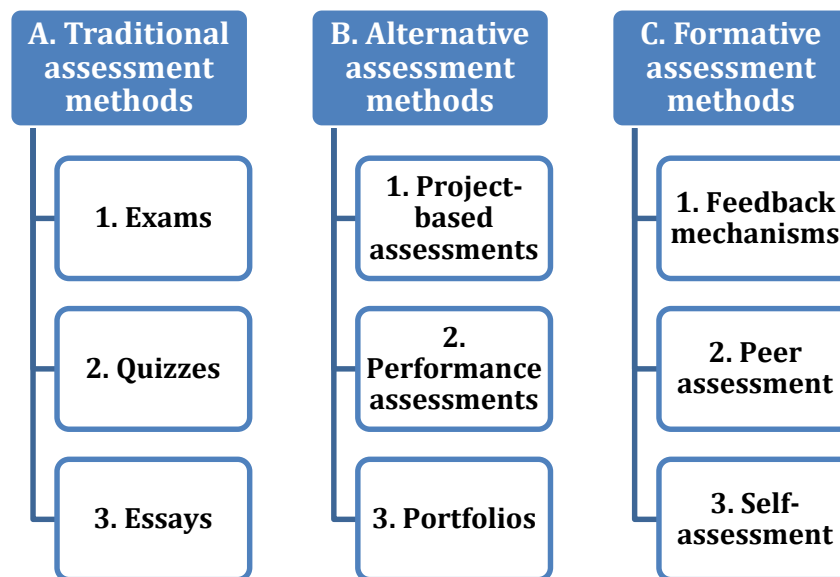 A. Traditional
assessment
methods
1. Exams
2. Quizzes
3. Essays
B. Alternative
assessment
methods
1. Project-
based
assessments
2.
Performance
assessments
3. Portfolios
C. Formative
assessment
methods
1. Feedback
mechanisms
2. Peer
assessment
3. Self-
assessment